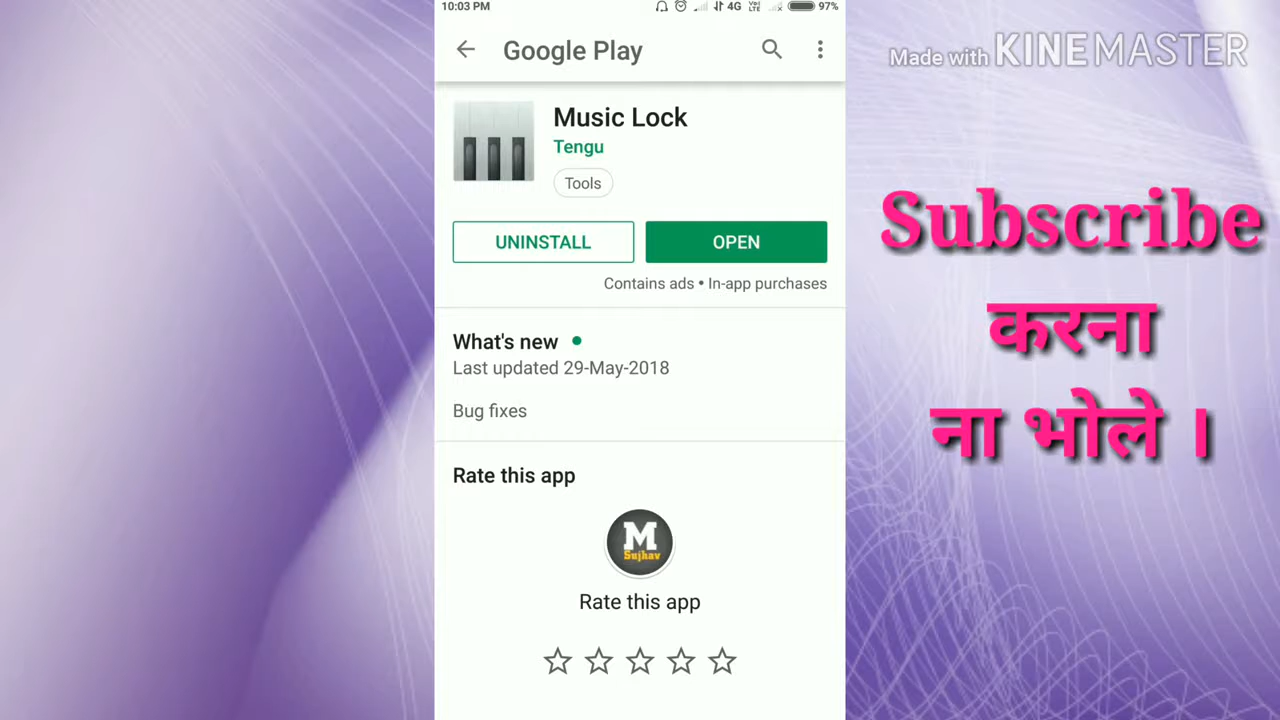 10:03 PM
4G
VoLTE
97%
Google Play
Made with KINEMASTER
Music Lock
Tengu
Tools
UNINSTALL
OPEN
Contains ads • In-app purchases
What's new
Last updated 29-May-2018
Bug fixes
Rate this app
M
Sujhav
Rate this app
Subscribe
करना
ना भोले ।